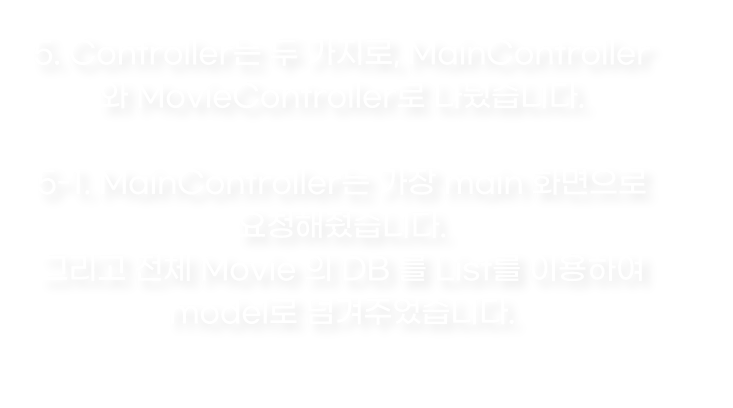 5. Controller는 두 가지로, MainController
와 MovieController로 나눴습니다.
5-1. MainController는 가장 main 화면으로
요청해줬습니다.
그리고 전체 Movie 의 DB 를 List를 이용하여
model로 넘겨주었습니다.